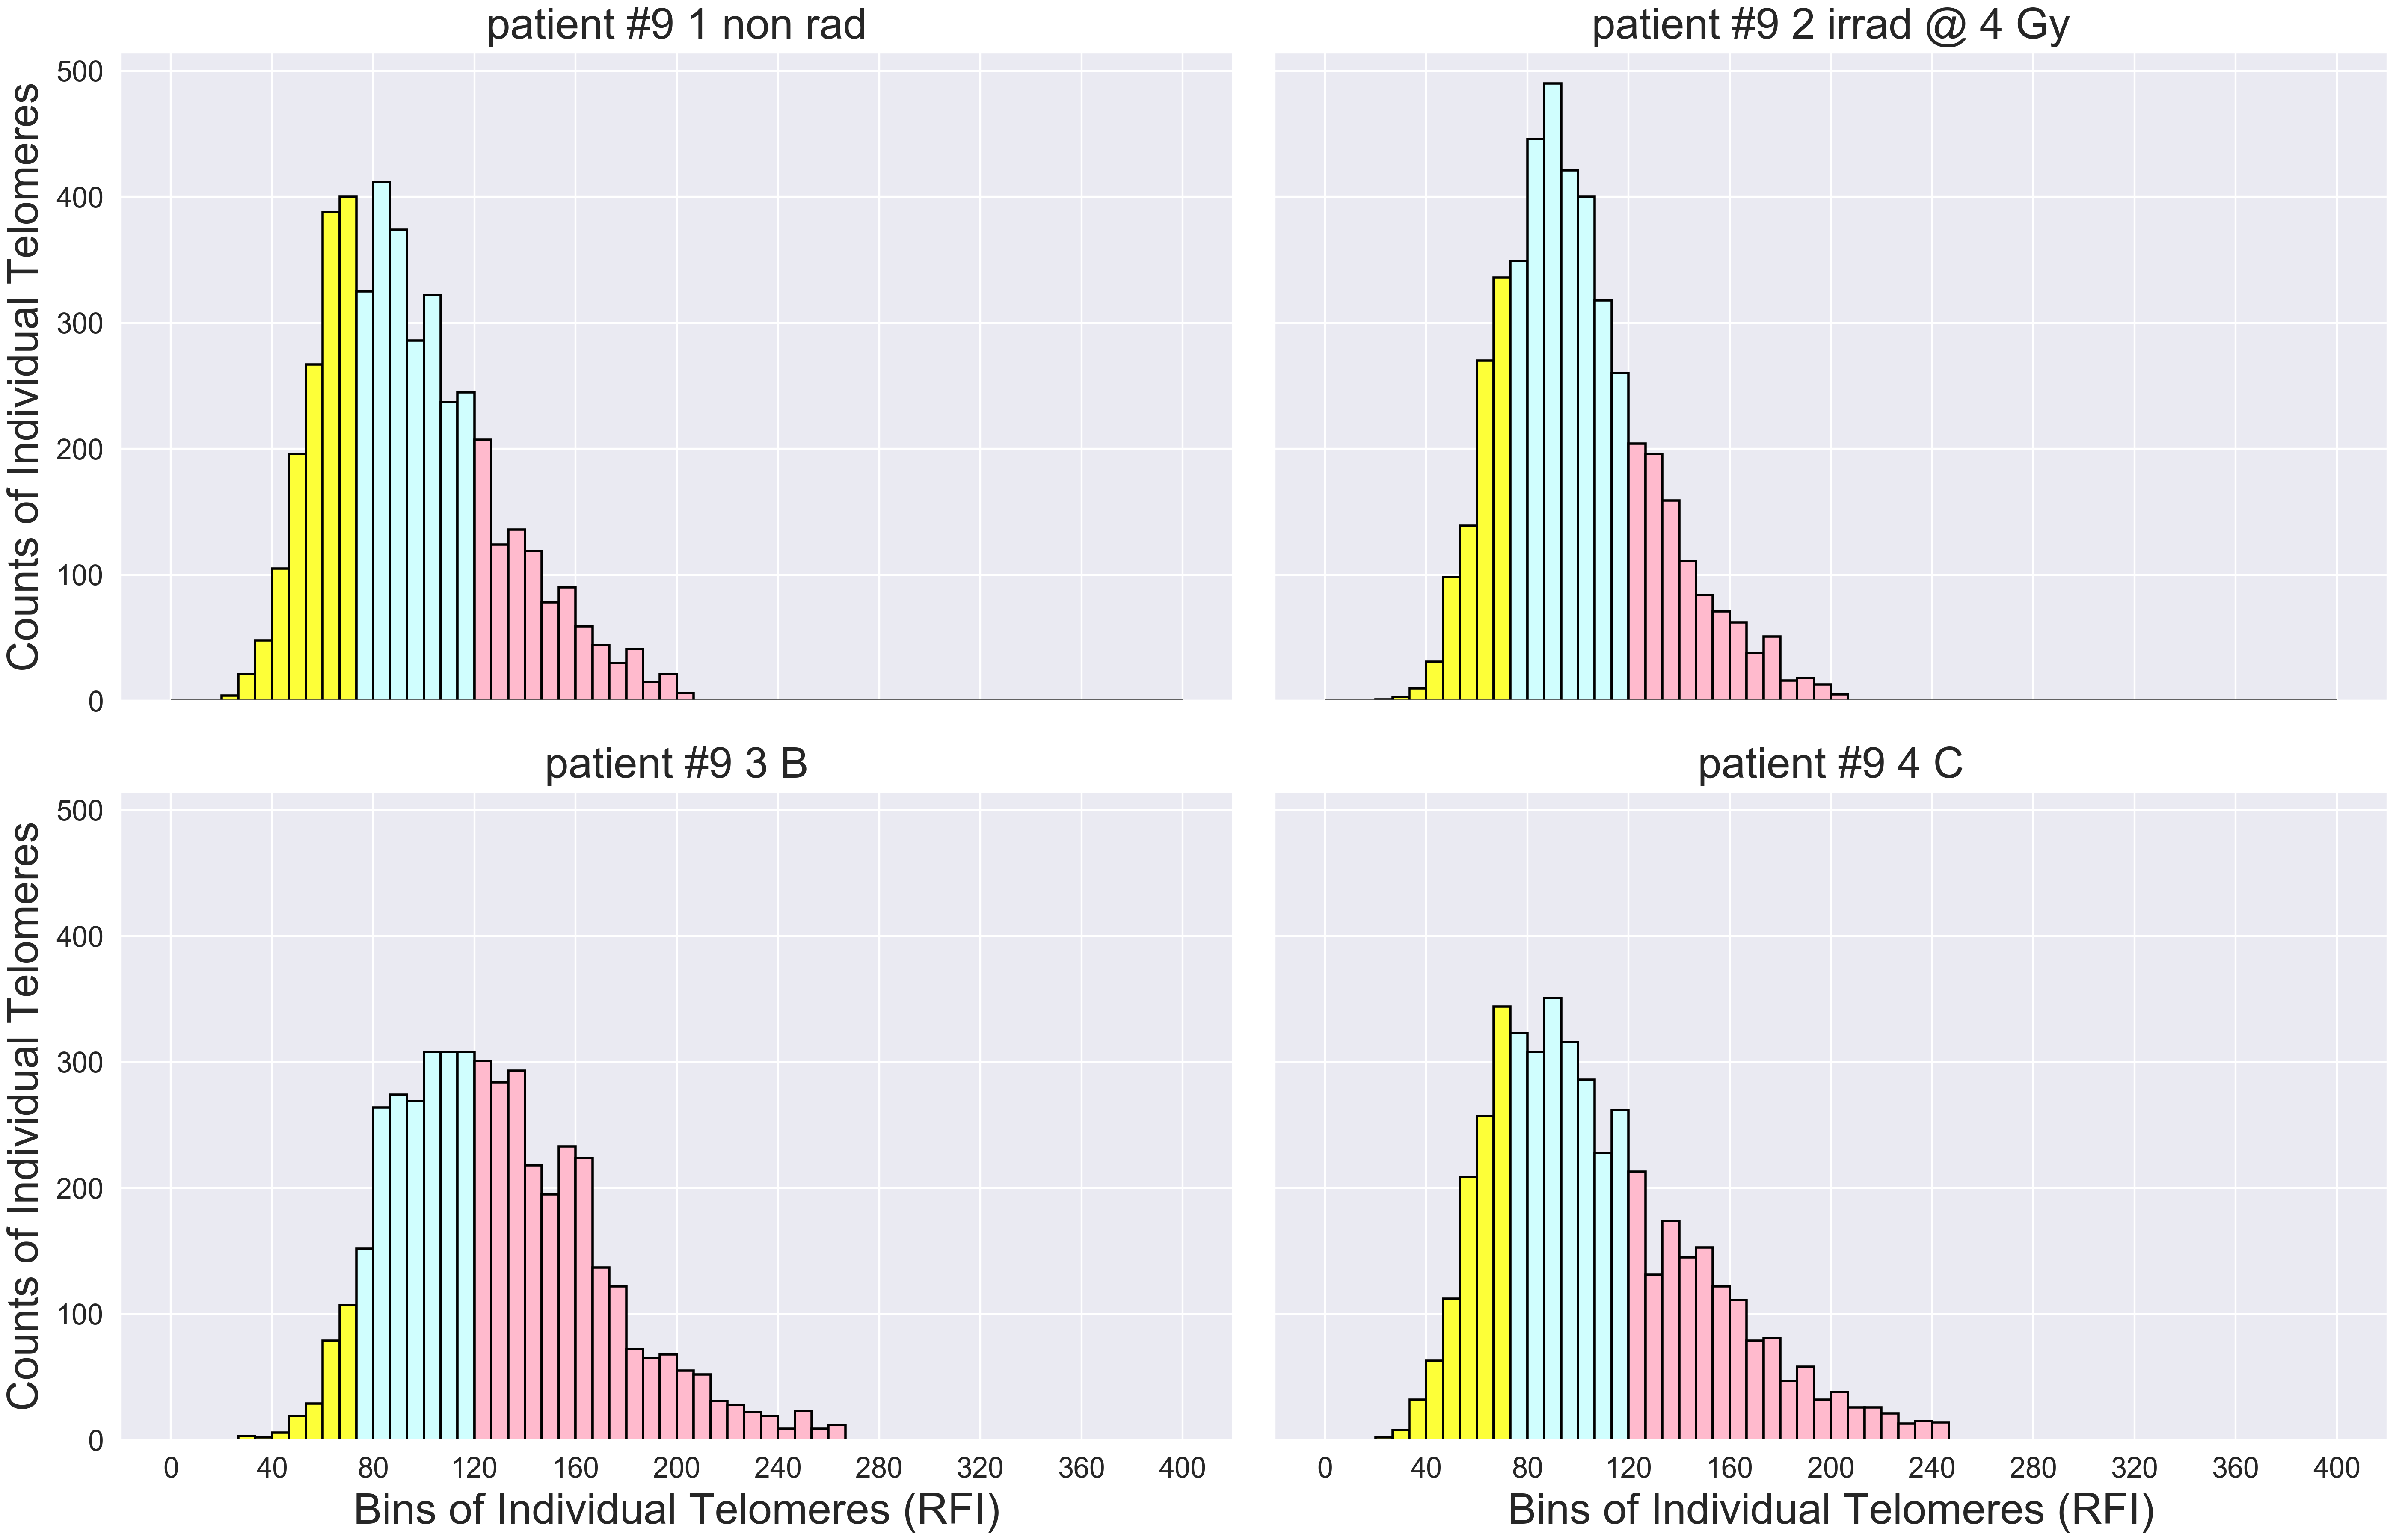 patient #9 1 non rad
patient #9 2 irrad @ 4 Gy
Counts of Individual Telomeres
500
400
300
200
100
0
patient #9 3 B
patient #9 4 C
Counts of Individual Telomeres
500
400
300
200
100
0
0 40 80 120 160 200 240 280 320 360 400
0 40 80 120 160 200 240 280 320 360 400
Bins of Individual Telomeres (RFI)
Bins of Individual Telomeres (RFI)